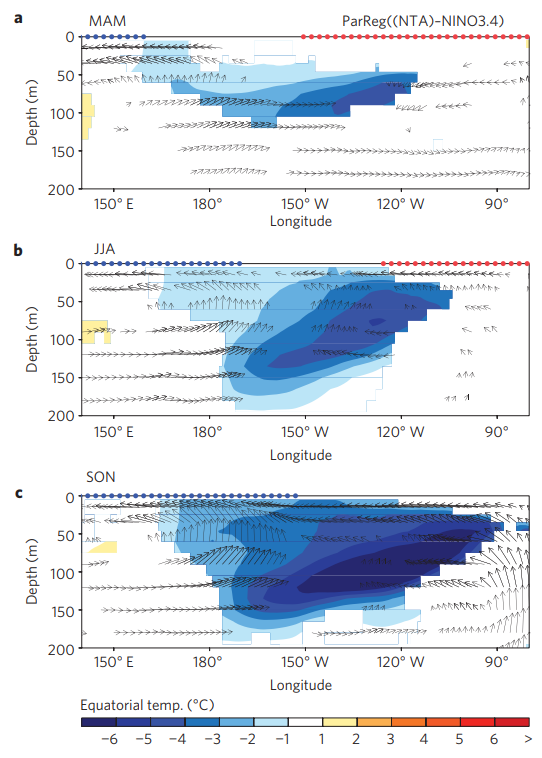 a MAM ParReg((NTA)–NINO3.4)
0
50
100
150
200
Depth (m)
150° E 180° 150° W 120° W 90°
Longitude
b JJA
0
50
100
150
200
Depth (m)
150° E 180° 150° W 120° W 90°
Longitude
SON
c 0
50
100
150
200
Depth (m)
150° E 180° 150° W 120° W 90°
Longitude
Equatorial temp. (°C)
–6 –5 –4 –3 –2 –1 1 2 3 4 5 6 >